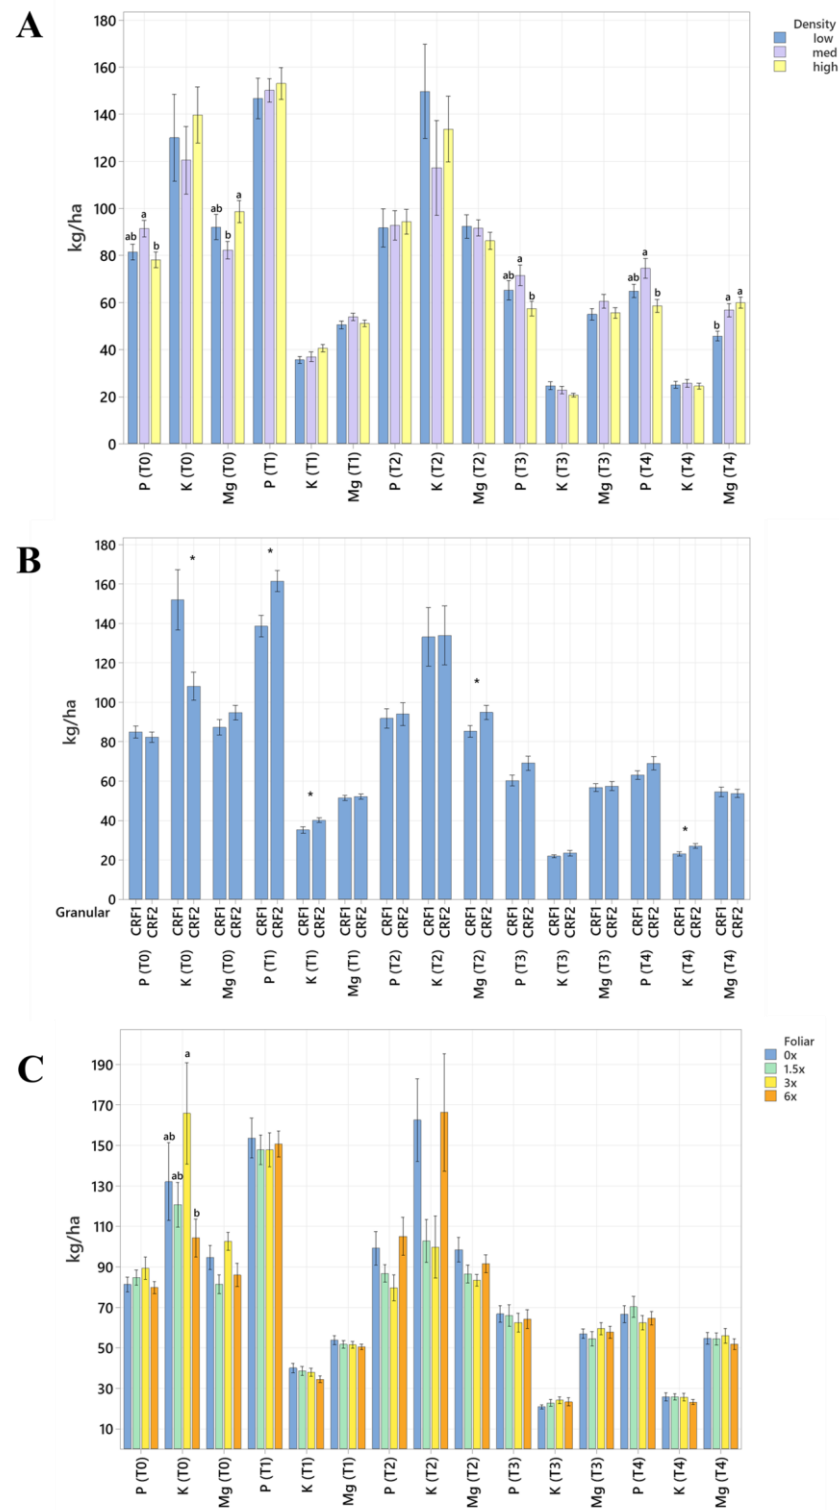 A
180
160
140
120
100
80
60
40
20
0
kg/ha
ab a b
a b a
ab a b
ab a b
b a a
Density
low
med
high
P (T0) K (T0) Mg (T0) P (T1) K (T1) Mg (T1) P (T2) K (T2) Mg (T2) P (T3) K (T3) Mg (T3) P (T4) K (T4) Mg (T4)
B
180
160
140
120
100
80
60
40
20
0
kg/ha
* * * * *
Granular CRF1 CRF2 CRF1 CRF2 CRF1 CRF2 CRF1 CRF2 CRF1 CRF2 CRF1 CRF2 CRF1 CRF2 CRF1 CRF2 CRF1 CRF2 CRF1 CRF2 CRF1 CRF2 CRF1 CRF2 CRF1 CRF2 CRF1 CRF2 CRF1 CRF2
P (T0) K (T0) Mg (T0) P (T1) K (T1) Mg (T1) P (T2) K (T2) Mg (T2) P (T3) K (T3) Mg (T3) P (T4) K (T4) Mg (T4)
C
190
170
150
130
110
90
70
50
30
10
kg/ha
ab ab a b
Foliar
0x
1.5x
3x
6x
P (T0) K (T0) Mg (T0) P (T1) K (T1) Mg (T1) P (T2) K (T2) Mg (T2) P (T3) K (T3) Mg (T3) P (T4) K (T4) Mg (T4)